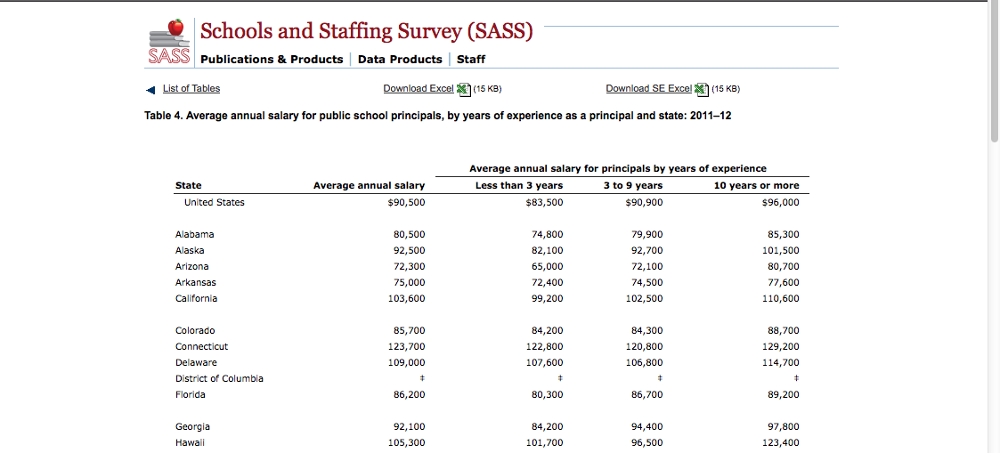 Schools and Staffing Survey (SASS)
SASS
Publications & Products Data Products Staff
List of Tables Download Excel (15 KB) Download SE Excel (15 KB)
Table 4. Average annual salary for public school principals, by years of experience as a principal and state: 2011–12
Average annual salary for principals by years of experience
State Average annual salary Less than 3 years 3 to 9 years 10 years or more
United States $90,500 $83,500 $90,900 $96,000
Alabama 80,500 74,800 79,900 85,300
Alaska 92,500 82,100 92,700 101,500
Arizona 72,300 65,000 72,100 80,700
Arkansas 75,000 72,400 74,500 77,600
California 103,600 99,200 102,500 110,600
Colorado 85,700 84,200 84,300 88,700
Connecticut 123,700 122,800 120,800 129,200
Delaware 109,000 107,600 106,800 114,700
District of Columbia ‡ ‡ ‡ ‡
Florida 86,200 80,300 86,700 89,200
Georgia 92,100 84,200 94,400 97,800
Hawaii 105,300 101,700 96,500 123,400